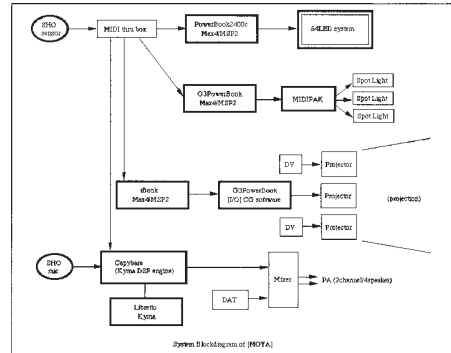 SHO
sensor
MIDI thru box
PowerBook2400c
Max4/MSP2
64LED system
G3PowerBook
Max4/MSP2
MIDIPAK
Spot Light
Spot Light
Spot Light
DV
Projector
iBook
Max4/MSP2
G3PowerBook
[I/O] CG software
Projector
(projection)
DV
Projector
SHO
mic
Capybara
(Kyma DSP engine)
Mixer
PA (2channel/4speaker)
DAT
Libretto
Kyma
System Blockdiagram of [MOYA]